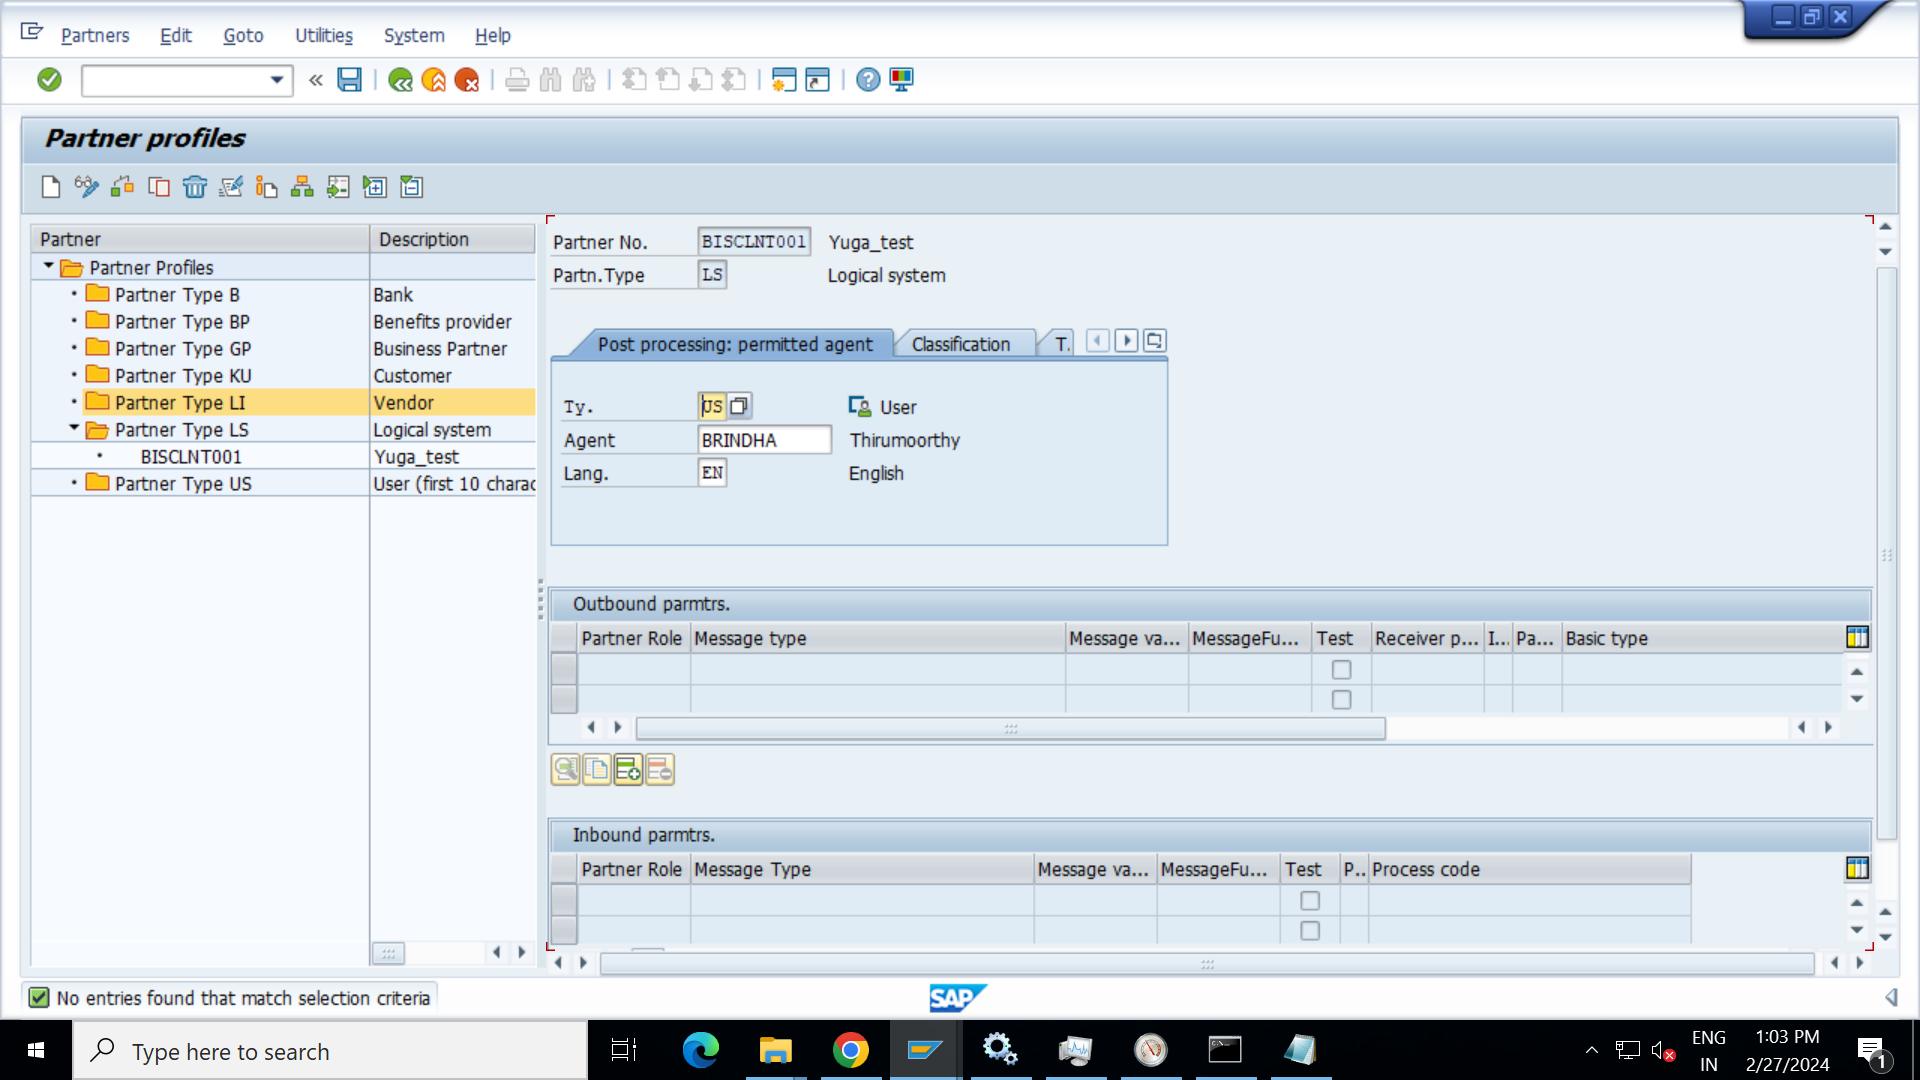 Partners Edit Goto Utilities System Help
Partner profiles
Partner Description
Partner Profiles
Partner Type B Bank
Partner Type BP Benefits provider
Partner Type GP Business Partner
Partner Type KU Customer
Partner Type LI Vendor
Partner Type LS Logical system
BISCLNT001 Yuga_test
Partner Type US User (first 10 charac
Partner No. BISCLNT001 Yuga_test
Partn.Type LS Logical system
Post processing: permitted agent Classification T.
Ty. US User
Agent BRINDHA Thirumoorthy
Lang. EN English
Outbound parmtrs.
Partner Role Message type Message va... MessageFu... Test Receiver p... I.. Pa... Basic type
Inbound parmtrs.
Partner Role Message Type Message va... MessageFu... Test P.. Process code
No entries found that match selection criteria
SAP
Type here to search
ENG
IN
1:03 PM
2/27/2024
1